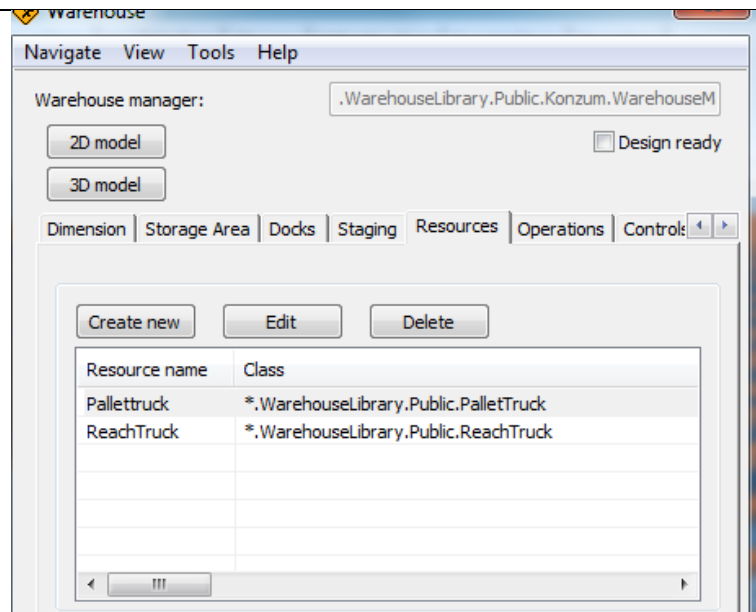 Warehouse
Navigate View Tools Help
Warehouse manager: .WarehouseLibrary.Public.Konzum.WarehouseM
2D model Design ready
3D model
Dimension Storage Area Docks Staging Resources Operations Controls
Create new Edit Delete
Resource name Class
Pallettruck *.WarehouseLibrary.Public.PalletTruck
ReachTruck *.WarehouseLibrary.Public.ReachTruck